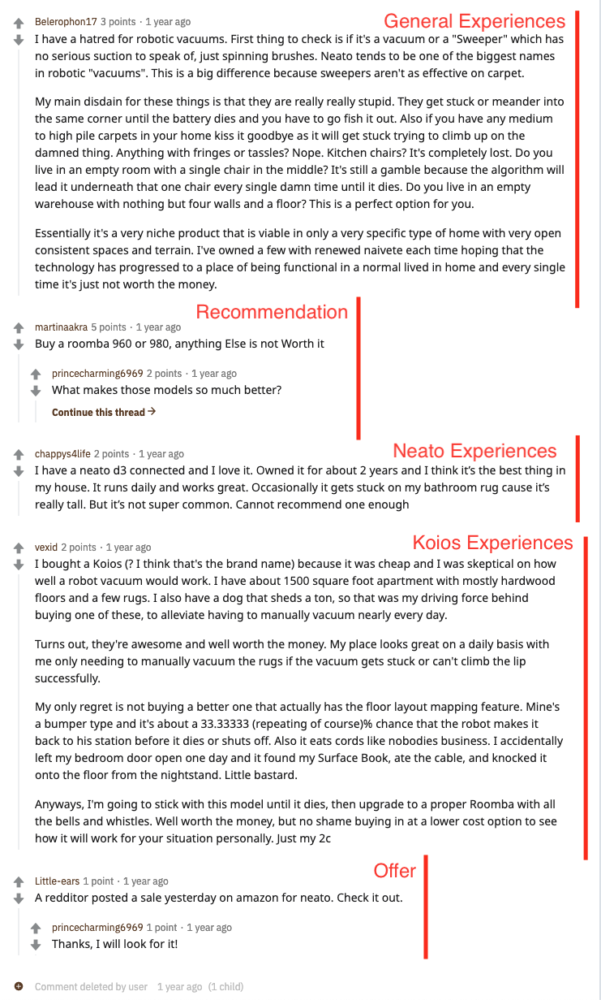 General Experiences
Belerophon17 3 points · 1 year ago
I have a hatred for robotic vacuums. First thing to check is if it's a vacuum or a "Sweeper" which has
no serious suction to speak of, just spinning brushes. Neato tends to be one of the biggest names
in robotic "vacuums". This is a big difference because sweepers aren't as effective on carpet.
My main disdain for these things is that they are really really stupid. They get stuck or meander into
the same corner until the battery dies and you have to go fish it out. Also if you have any medium
to high pile carpets in your home kiss it goodbye as it will get stuck trying to climb up on the
damned thing. Anything with fringes or tassles? Nope. Kitchen chairs? It's completely lost. Do you
live in an empty room with a single chair in the middle? It's still a gamble because the algorithm will
lead it underneath that one chair every single damn time until it dies. Do you live in an empty
warehouse with nothing but four walls and a floor? This is a perfect option for you.
Essentially it's a very niche product that is viable in only a very specific type of home with very open
consistent spaces and terrain. I've owned a few with renewed naivete each time hoping that the
technology has progressed to a place of being functional in a normal lived in home and every single
time it's just not worth the money.
Recommendation
martinaakra 5 points · 1 year ago
Buy a roomba 960 or 980, anything Else is not Worth it
princecharming6969 2 points · 1 year ago
What makes those models so much better?
Continue this thread →
Neato Experiences
chappys4life 2 points · 1 year ago
I have a neato d3 connected and I love it. Owned it for about 2 years and I think it’s the best thing in
my house. It runs daily and works great. Occasionally it gets stuck on my bathroom rug cause it’s
really tall. But it’s not super common. Cannot recommend one enough
Koios Experiences
vexid 2 points · 1 year ago
I bought a Koios (? I think that's the brand name) because it was cheap and I was skeptical on how
well a robot vacuum would work. I have about 1500 square foot apartment with mostly hardwood
floors and a few rugs. I also have a dog that sheds a ton, so that was my driving force behind
buying one of these, to alleviate having to manually vacuum nearly every day.
Turns out, they're awesome and well worth the money. My place looks great on a daily basis with
me only needing to manually vacuum the rugs if the vacuum gets stuck or can't climb the lip
successfully.
My only regret is not buying a better one that actually has the floor layout mapping feature. Mine's
a bumper type and it's about a 33.33333 (repeating of course)% chance that the robot makes it
back to his station before it dies or shuts off. Also it eats cords like nobodies business. I accidentally
left my bedroom door open one day and it found my Surface Book, ate the cable, and knocked it
onto the floor from the nightstand. Little bastard.
Anyways, I'm going to stick with this model until it dies, then upgrade to a proper Roomba with all
the bells and whistles. Well worth the money, but no shame buying in at a lower cost option to see
how it will work for your situation personally. Just my 2c
Offer
Little-ears 1 point · 1 year ago
A redditor posted a sale yesterday on amazon for neato. Check it out.
princecharming6969 1 point · 1 year ago
Thanks, I will look for it!
Comment deleted by user 1 year ago (1 child)